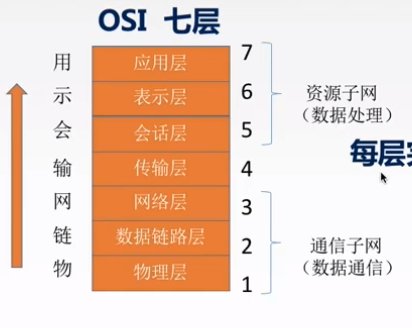 OSI 七层
用 应用层 7
示 表示层 6
会 会话层 5
输 传输层 4
网 网络层 3
链 数据链路层 2
物 物理层 1
资源子网
（数据处理）
每层
通信子网
（数据通信）